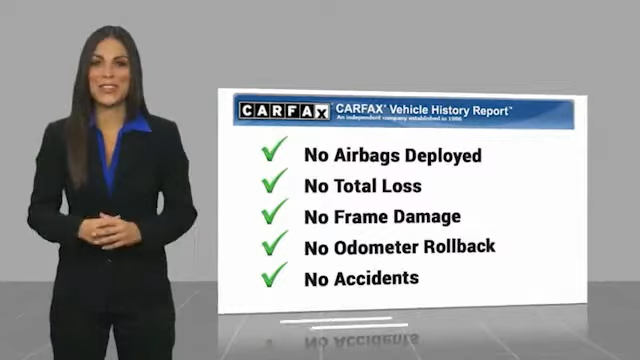 CARFAX CARFAX® Vehicle History Report™
An independent company established in 1986
No Airbags Deployed
No Total Loss
No Frame Damage
No Odometer Rollback
No Accidents